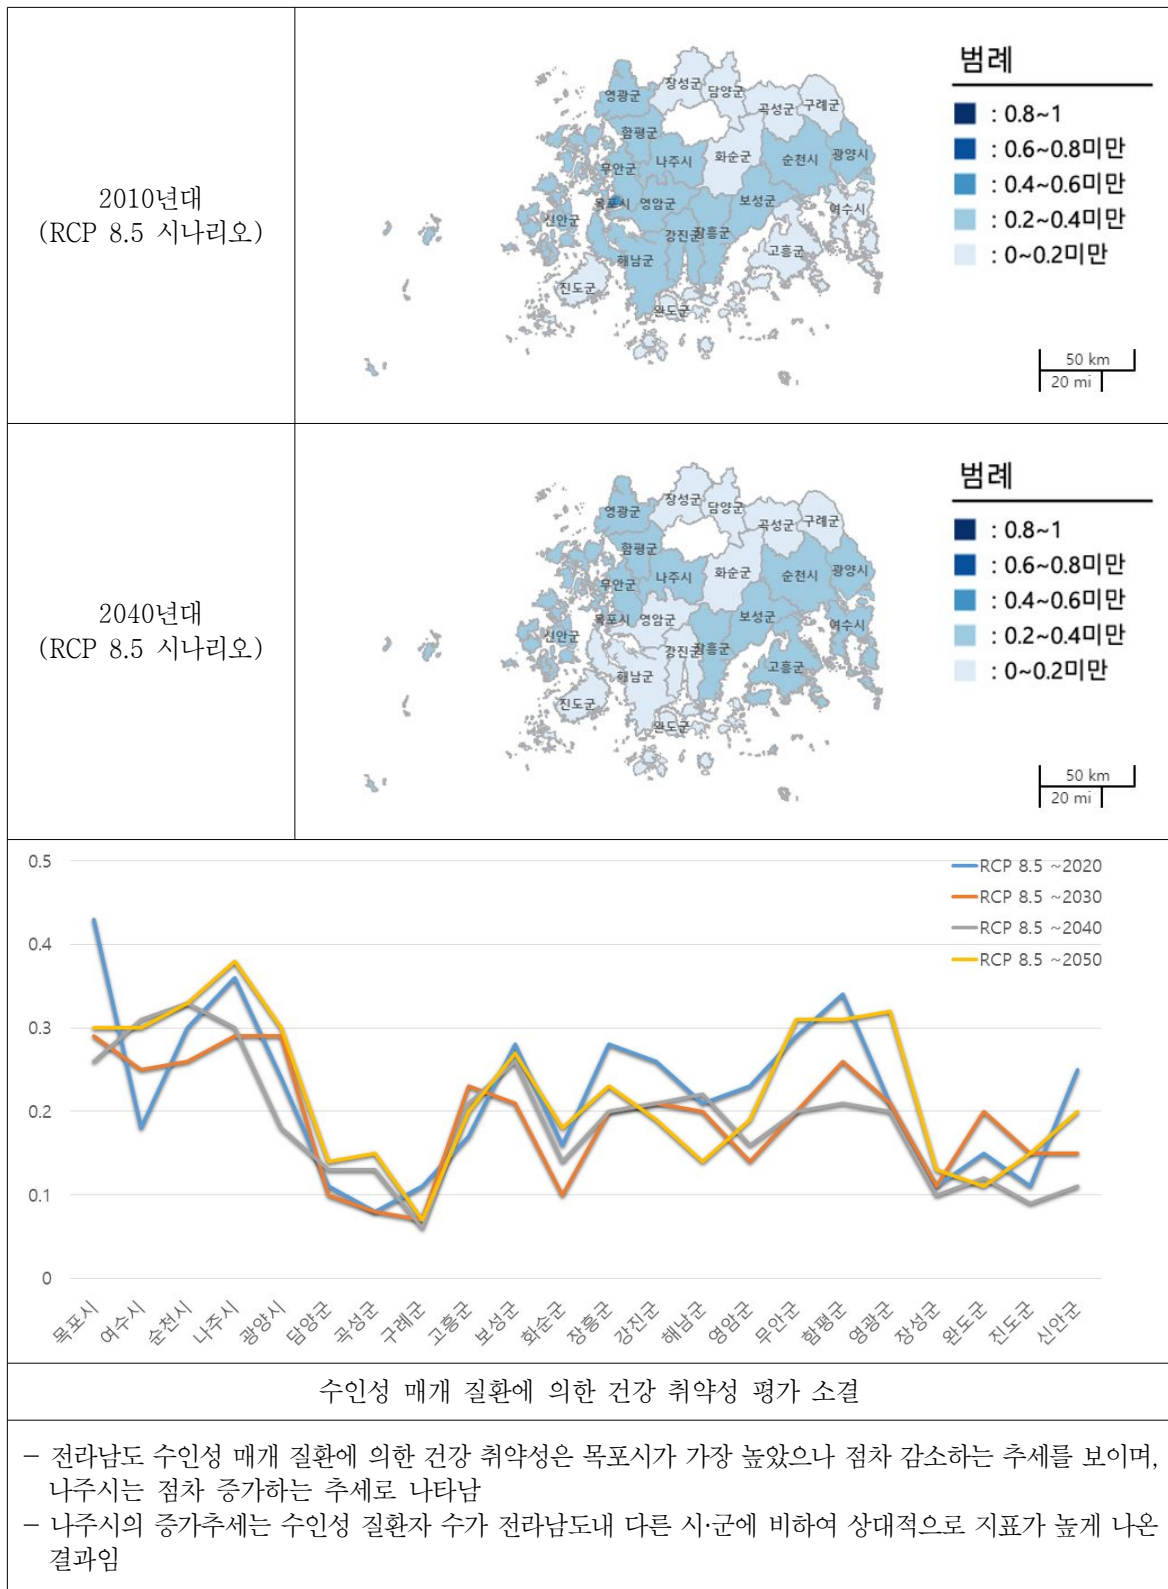 2010년대
(RCP 8.5 시나리오)
장성군
담양군
영광군
곡성군
구례군
함평군
나주시
화순군
순천시
광양시
무안군
목포시
영암군
보성군
여수시
신안군
강진군
장흥군
고흥군
해남군
진도군
완도군
범례
: 0.8~1
: 0.6~0.8미만
: 0.4~0.6미만
: 0.2~0.4미만
: 0~0.2미만
50 km
20 mi
2040년대
(RCP 8.5 시나리오)
장성군
담양군
영광군
곡성군
구례군
함평군
나주시
화순군
순천시
광양시
무안군
목포시
영암군
보성군
여수시
신안군
강진군
장흥군
고흥군
해남군
진도군
완도군
범례
: 0.8~1
: 0.6~0.8미만
: 0.4~0.6미만
: 0.2~0.4미만
: 0~0.2미만
50 km
20 mi
0.5
0.4
0.3
0.2
0.1
0
RCP 8.5 ~2020
RCP 8.5 ~2030
RCP 8.5 ~2040
RCP 8.5 ~2050
목포시
여수시
순천시
나주시
광양시
담양군
곡성군
구례군
고흥군
보성군
화순군
장흥군
강진군
해남군
영암군
무안군
함평군
영광군
장성군
완도군
진도군
신안군
수인성 매개 질환에 의한 건강 취약성 평가 소결
– 전라남도 수인성 매개 질환에 의한 건강 취약성은 목포시가 가장 높았으나 점차 감소하는 추세를 보이며,
나주시는 점차 증가하는 추세로 나타남
– 나주시의 증가추세는 수인성 질환자 수가 전라남도내 다른 시·군에 비하여 상대적으로 지표가 높게 나온
결과임